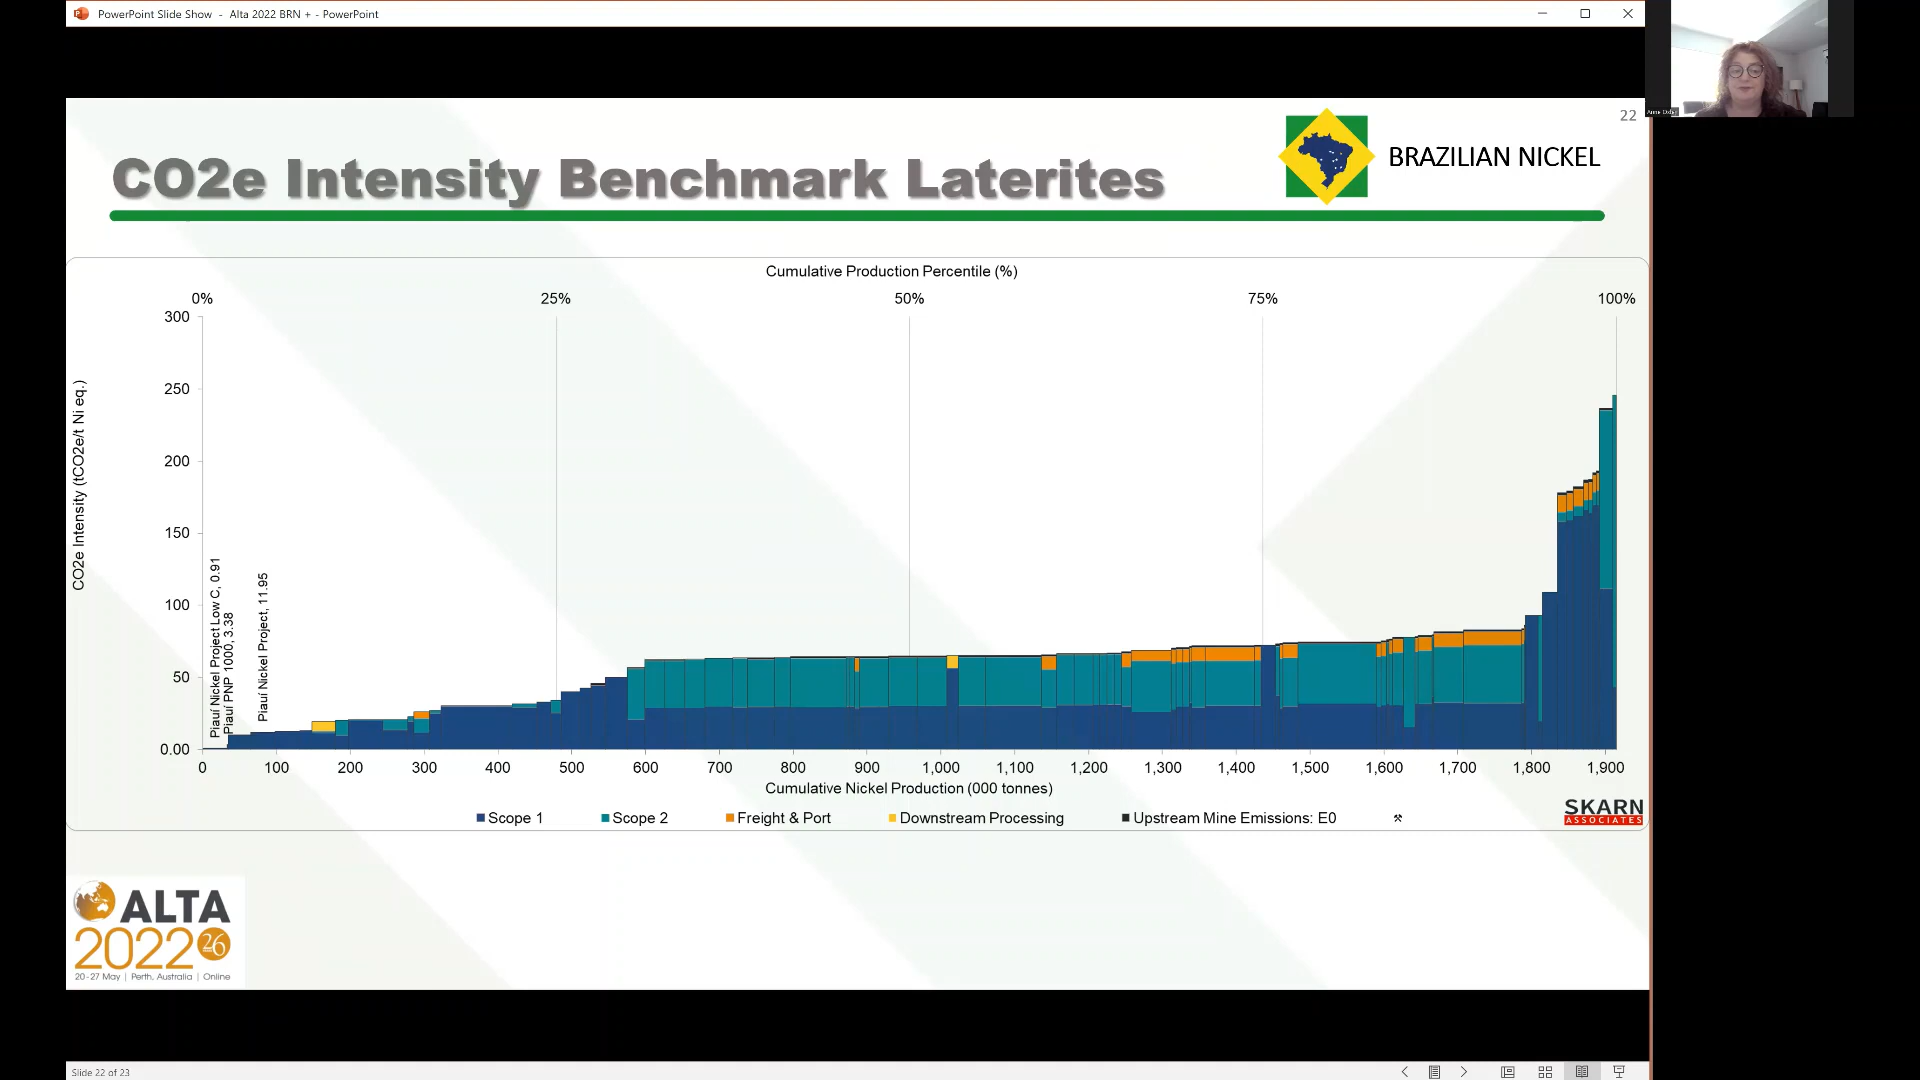 PowerPoint Slide Show - Alta 2022 BRN + - PowerPoint
22
BRAZILIAN NICKEL
CO2e Intensity Benchmark Laterites
Cumulative Production Percentile (%)
0% 25% 50% 75% 100%
300
250
200
150
100
50
0.00
CO2e Intensity (tCO2e/t Ni eq.)
Piauí Nickel Project Low C, 0.91
Piauí PNP 1000, 3.38
Piauí Nickel Project, 11.95
0 100 200 300 400 500 600 700 800 900 1,000 1,100 1,200 1,300 1,400 1,500 1,600 1,700 1,800 1,900
Cumulative Nickel Production (000 tonnes)
Scope 1 Scope 2 Freight & Port Downstream Processing Upstream Mine Emissions: E0
SKARN
ASSOCIATES
ALTA
2022 26
20-27 May | Perth, Australia | Online
Slide 22 of 23